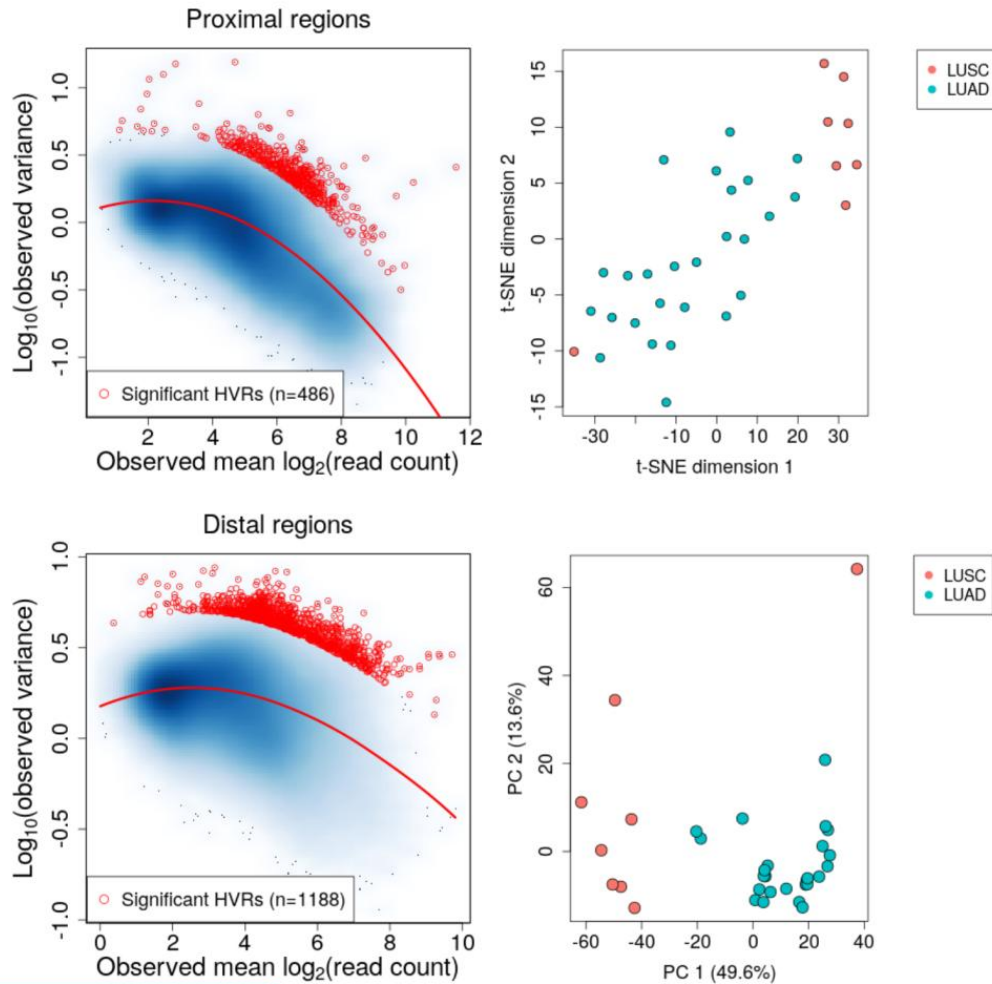 Proximal regions
Log10(observed variance)
1.0
0.5
0.0
-0.5
-1.0
Significant HVRs (n=486)
2 4 6 8 10 12
Observed mean log2(read count)
t-SNE dimension 2
15
10
5
0
-5
-10
-15
-30 -10 0 10 20 30
t-SNE dimension 1
LUSC
LUAD
Distal regions
Log10(observed variance)
1.0
0.5
0.0
-0.5
-1.0
Significant HVRs (n=1188)
0 2 4 6 8 10
Observed mean log2(read count)
PC 2 (13.6%)
60
40
20
0
-60 -40 -20 0 20 40
PC 1 (49.6%)
LUSC
LUAD